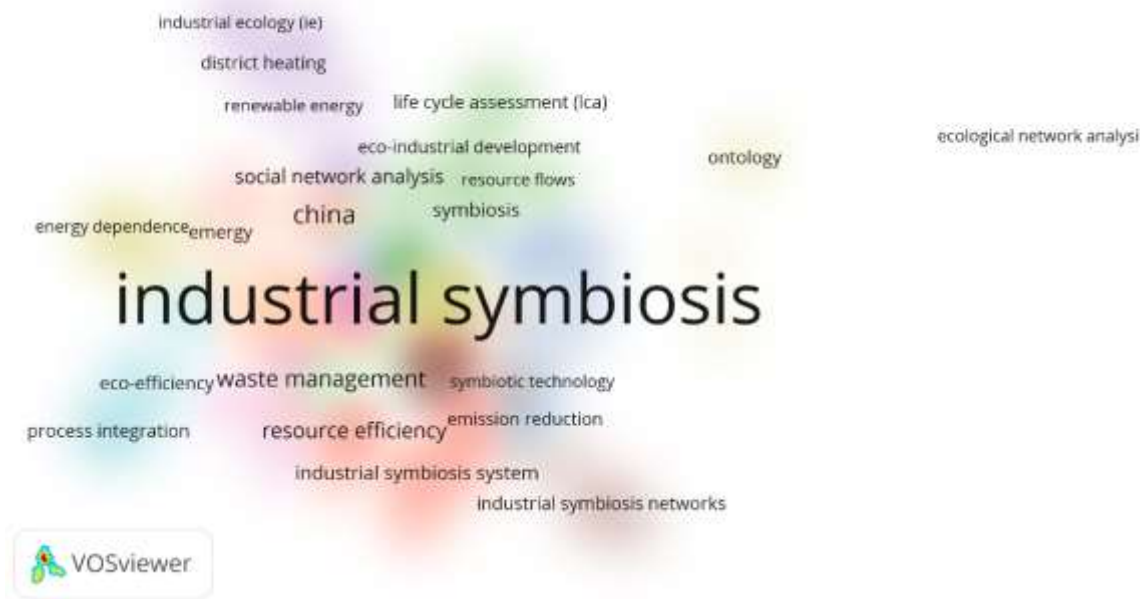 industrial ecology (ie)
district heating
renewable energy
life cycle assessment (lca)
ecological network analysi
eco-industrial development
ontology
social network analysis
resource flows
china
symbiosis
energy dependence
emergy
industrial symbiosis
eco-efficiency
waste management
symbiotic technology
process integration
resource efficiency
emission reduction
industrial symbiosis system
industrial symbiosis networks
VOSviewer